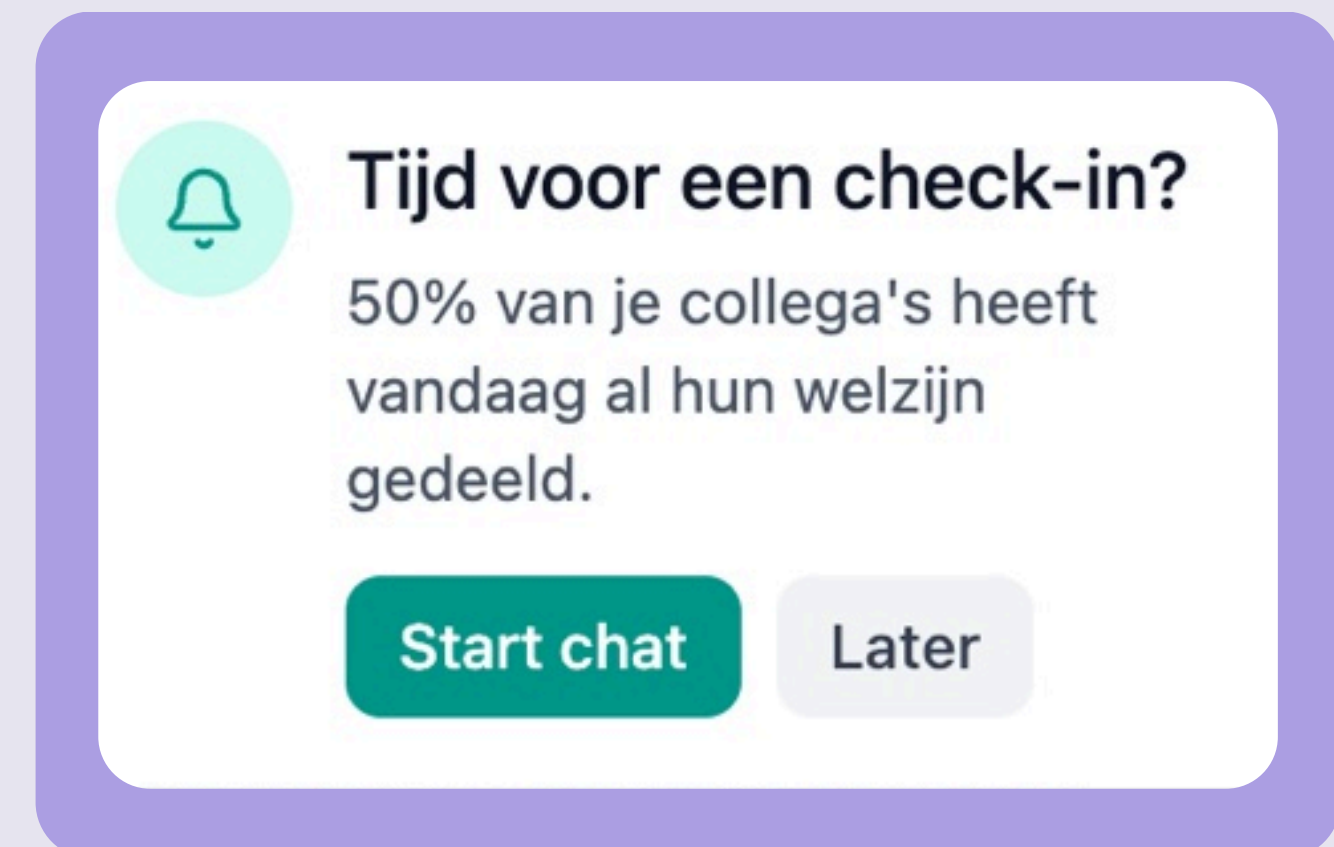 Tijd voor een check-in?
50% van je collega's heeft
vandaag al hun welzijn
gedeeld.
Start chat
Later